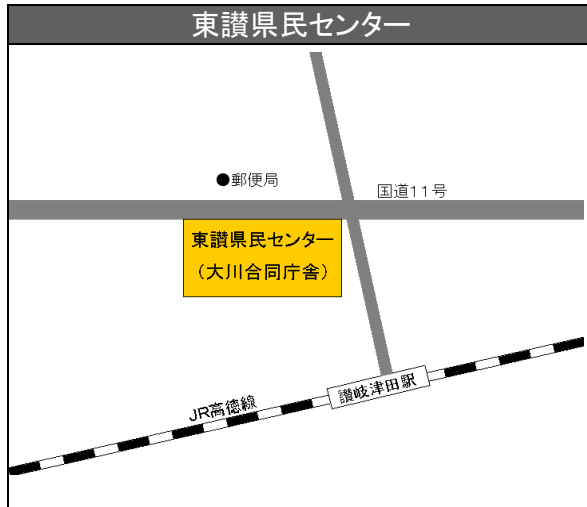 東讃県民センター
●郵便局
国道11号
東讃県民センター
(大川合同庁舎)
讃岐津田駅
JR高徳線